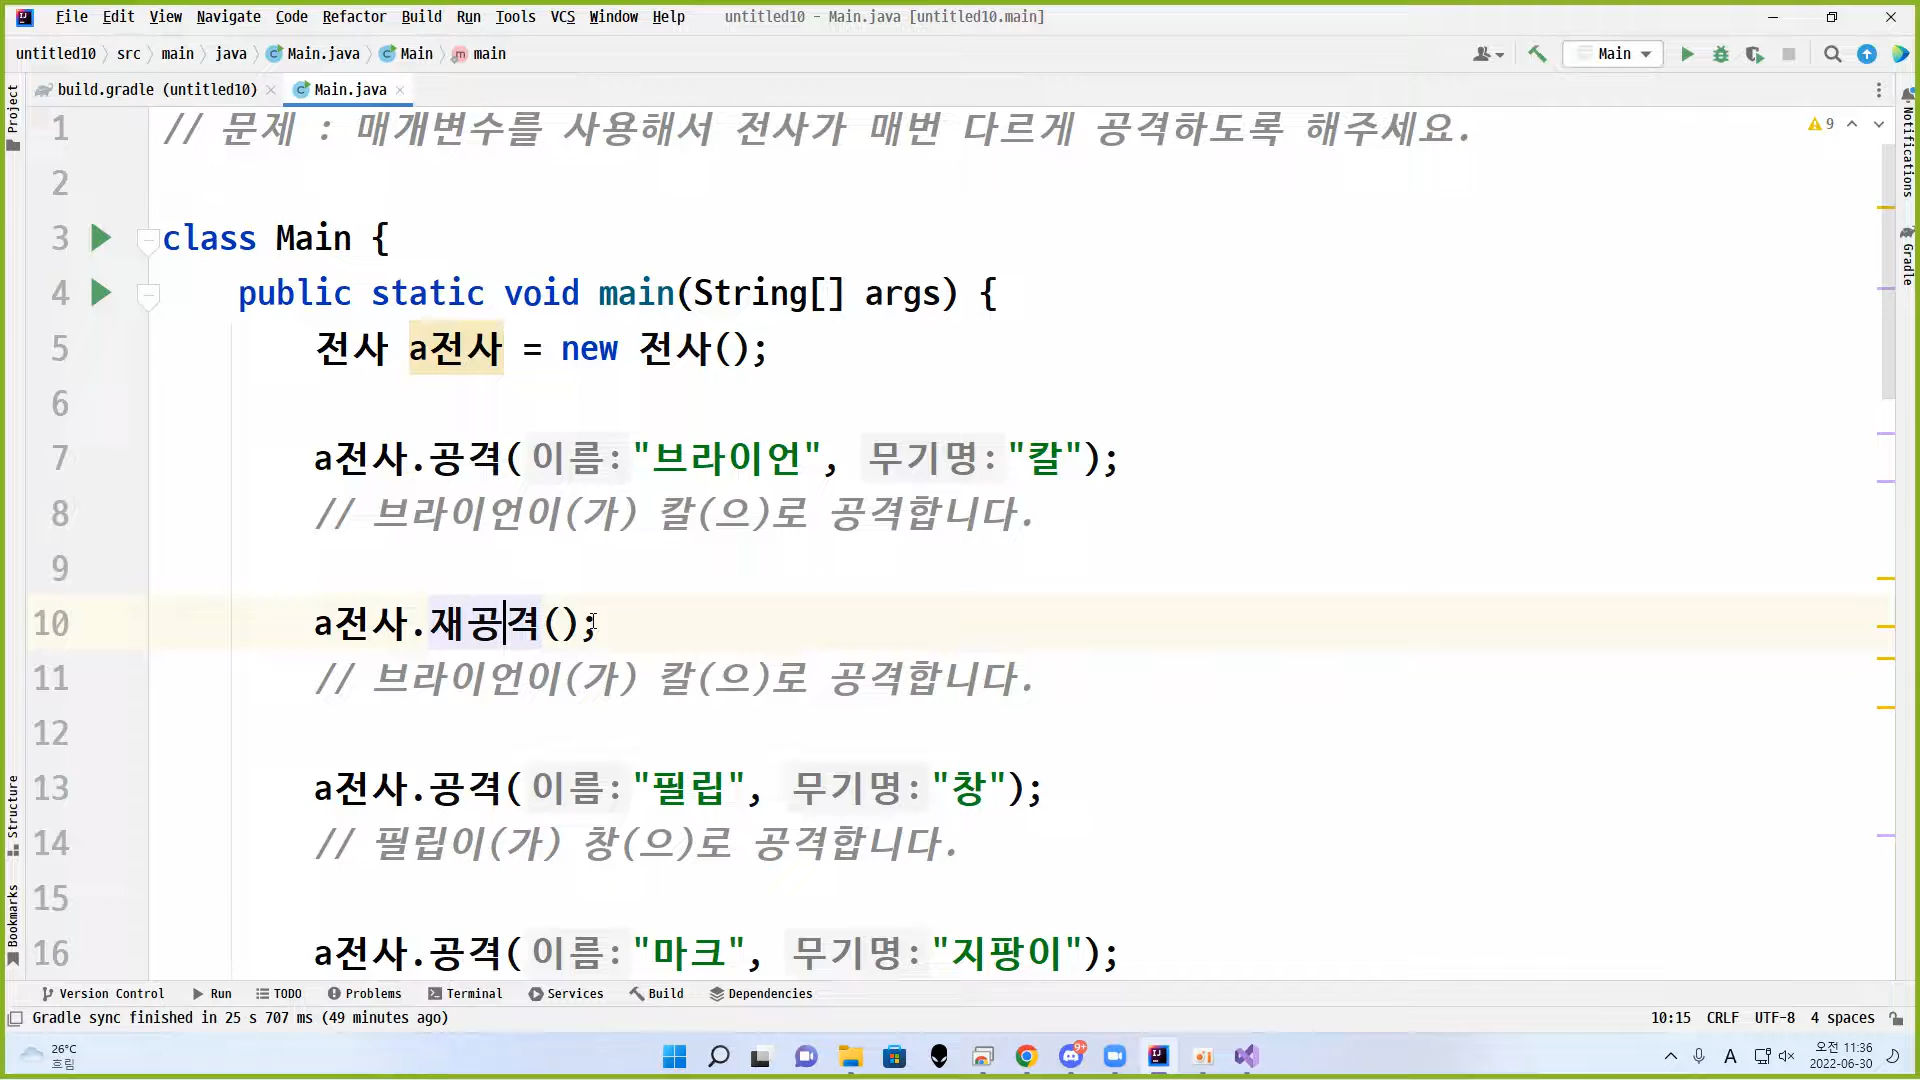 File Edit View Navigate Code Refactor Build Run Tools VCS Window Help untitled10 - Main.java [untitled10.main]
untitled10 src main java Main.java Main main Main
build.gradle (untitled10) Main.java
Project
Notifications
Gradle
Structure
Bookmarks
9
1 // 문제 : 매개변수를 사용해서 전사가 매번 다르게 공격하도록 해주세요.
2
3 class Main {
4 public static void main(String[] args) {
5 전사 a전사 = new 전사();
6
7 a전사.공격( 이름: "브라이언", 무기명: "칼");
8 // 브라이언이(가) 칼(으)로 공격합니다.
9
10 a전사.재공격();
11 // 브라이언이(가) 칼(으)로 공격합니다.
12
13 a전사.공격( 이름: "필립", 무기명: "창");
14 // 필립이(가) 창(으)로 공격합니다.
15
16 a전사.공격( 이름: "마크", 무기명: "지팡이");
Version Control Run TODO Problems Terminal Services Build Dependencies
Gradle sync finished in 25 s 707 ms (49 minutes ago) 10:15 CRLF UTF-8 4 spaces
26°C
흐림
9+
A
오전 11:36
2022-06-30